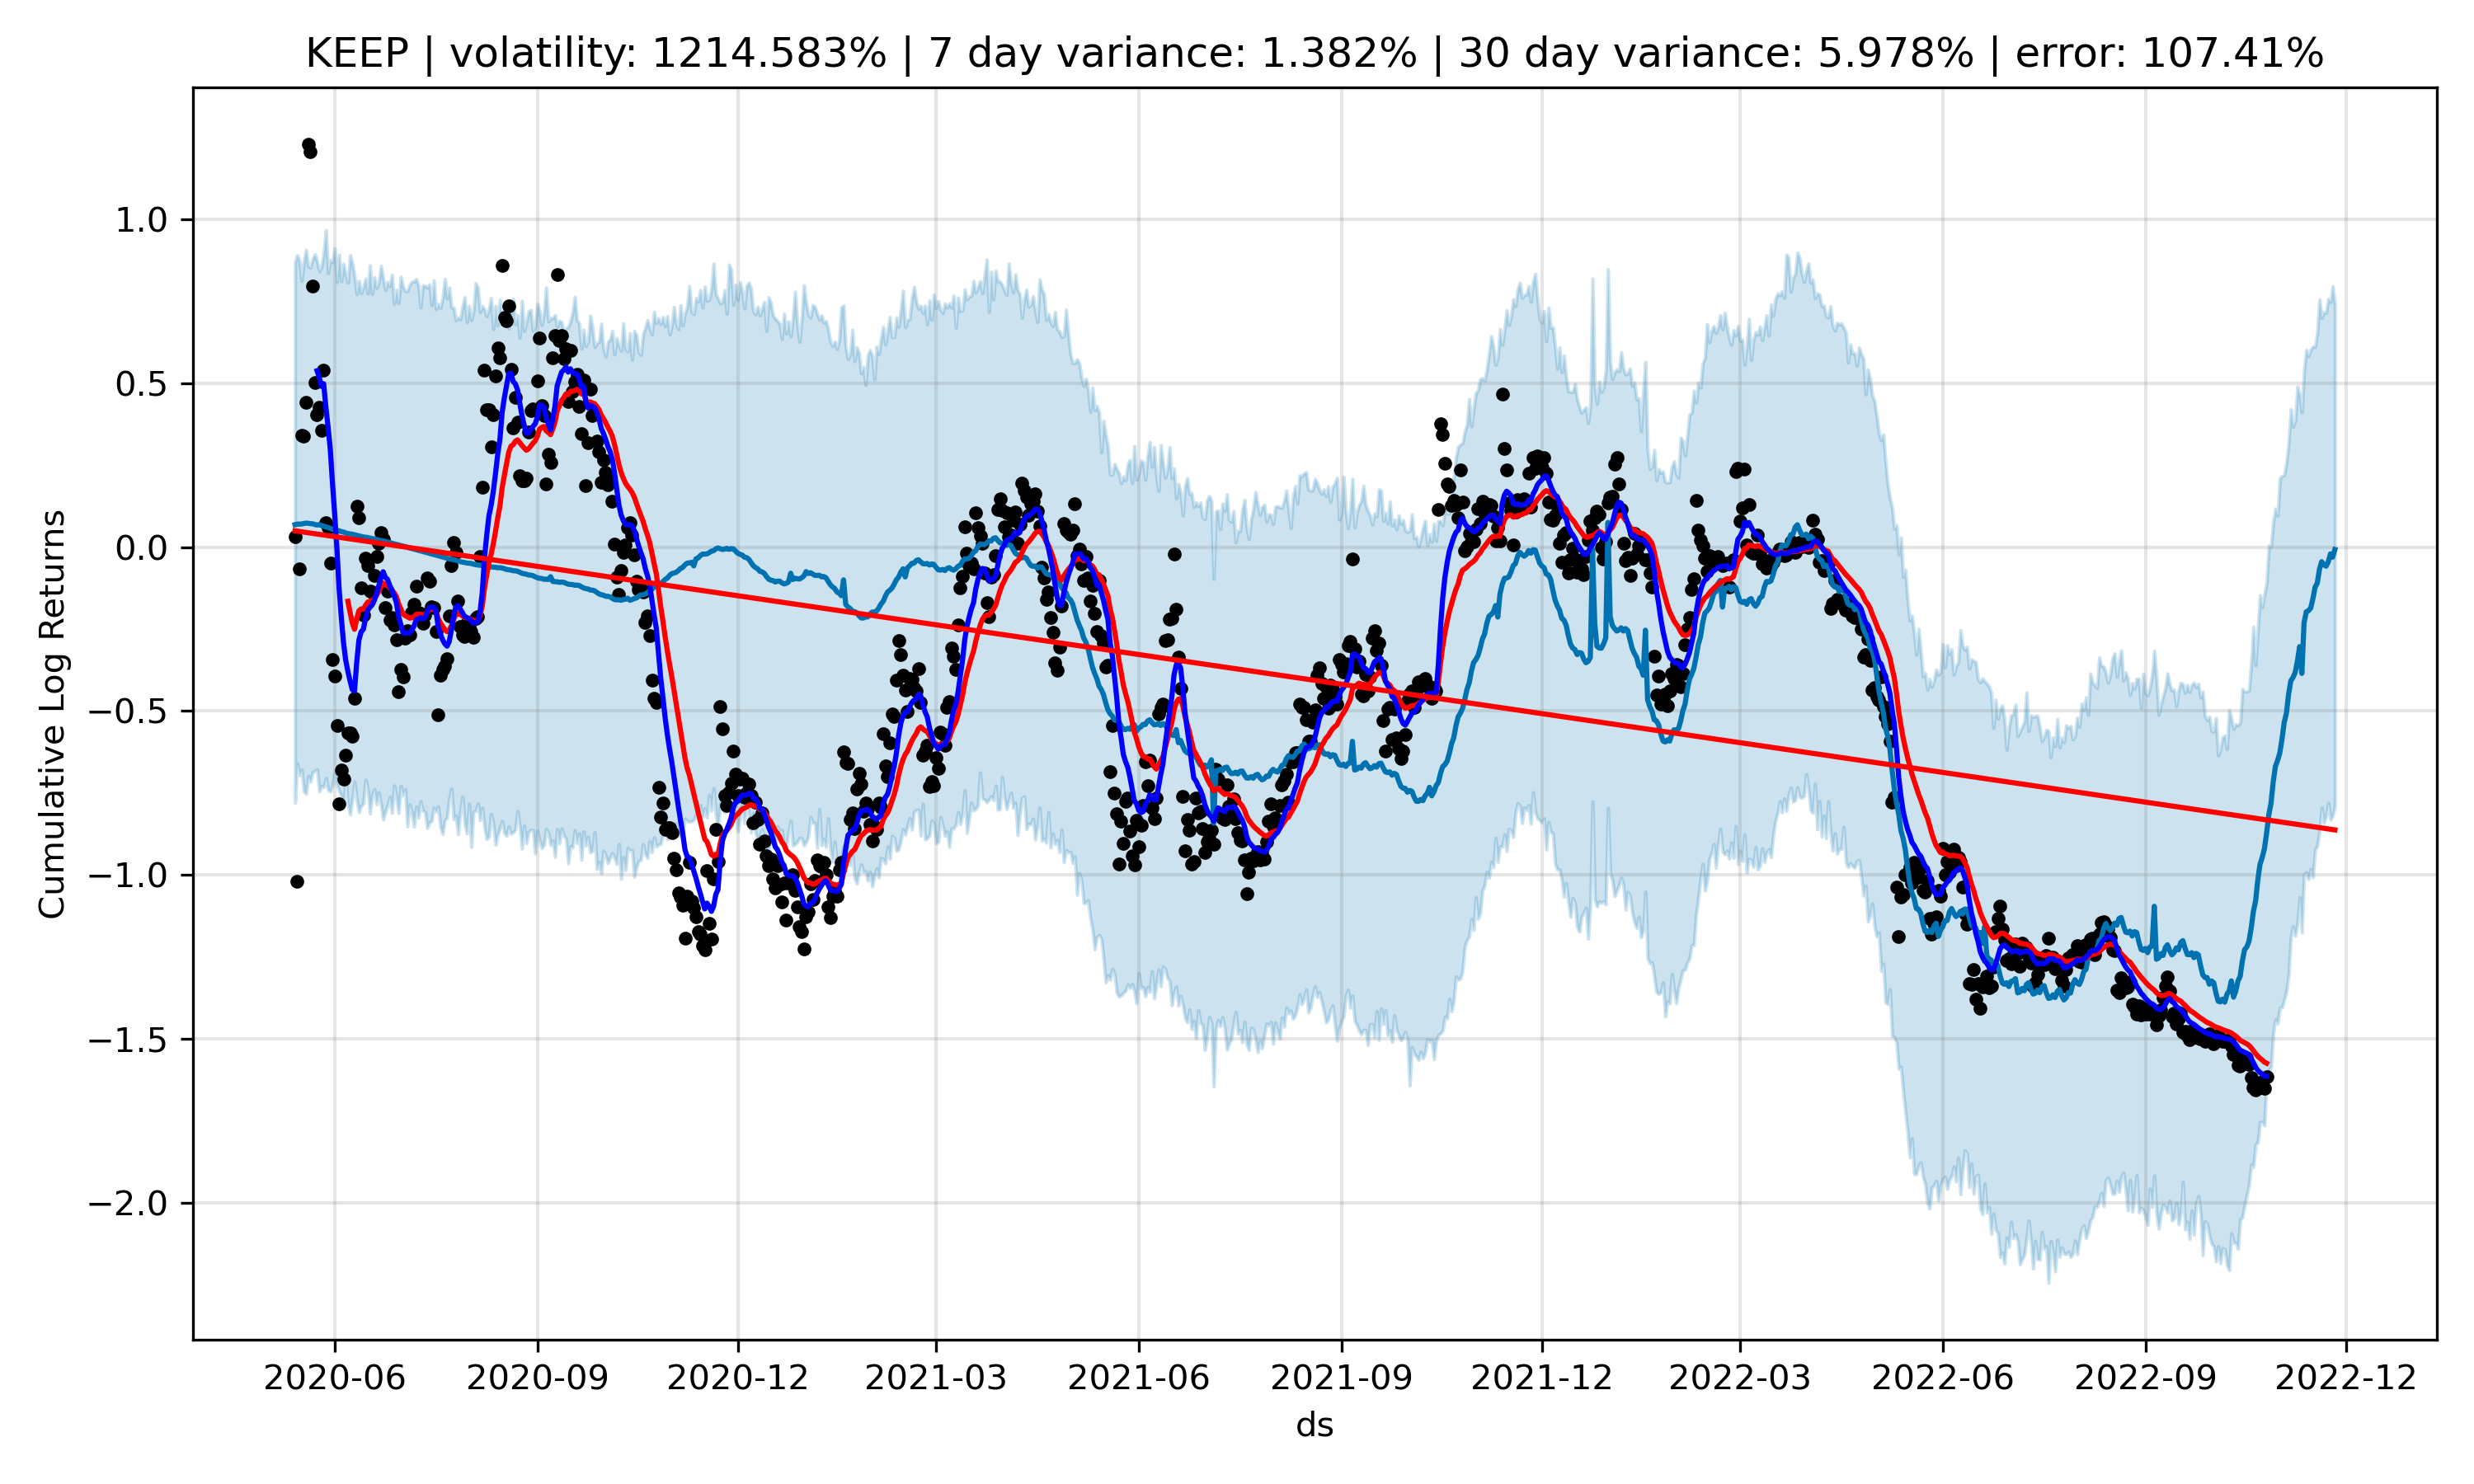 KEEP | volatility: 1214.583% | 7 day variance: 1.382% | 30 day variance: 5.978% | error: 107.41%
Cumulative Log Returns
1.0
0.5
0.0
−0.5
−1.0
−1.5
−2.0
2020-06 2020-09 2020-12 2021-03 2021-06 2021-09 2021-12 2022-03 2022-06 2022-09 2022-12
ds